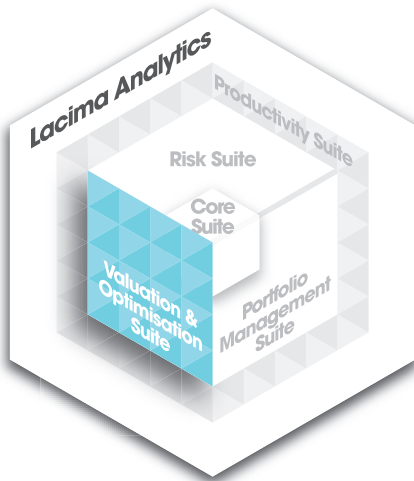 Lacima Analytics
Productivity Suite
Risk Suite
Core
Suite
Valuation &
Optimisation
Suite
Portfolio
Management
Suite